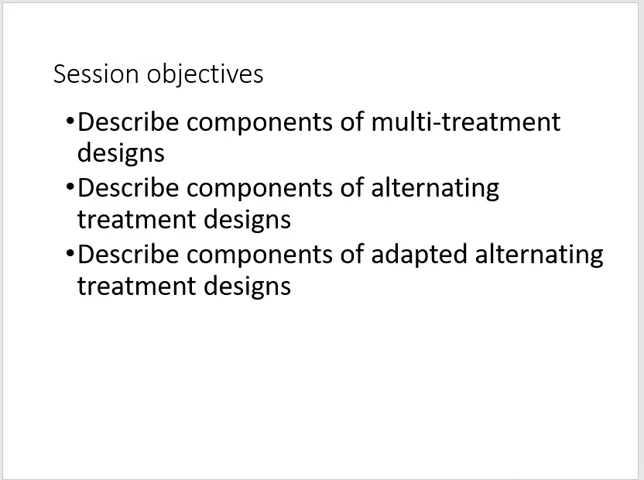 Session objectives
•Describe components of multi-treatment
designs
•Describe components of alternating
treatment designs
•Describe components of adapted alternating
treatment designs